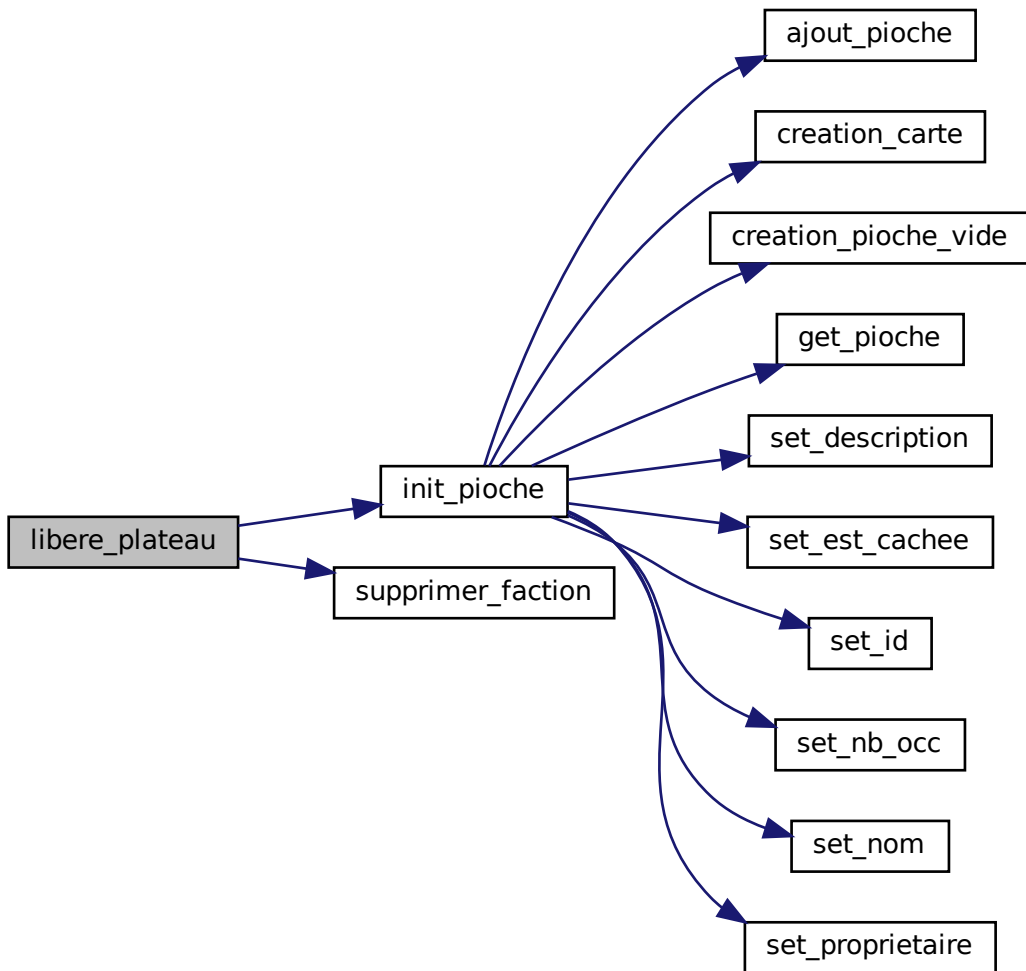 ajout_pioche
creation_carte
creation_pioche_vide
get_pioche
set_description
init_pioche
libere_plateau
set_est_cachee
supprimer_faction
set_id
set_nb_occ
set_nom
set_proprietaire